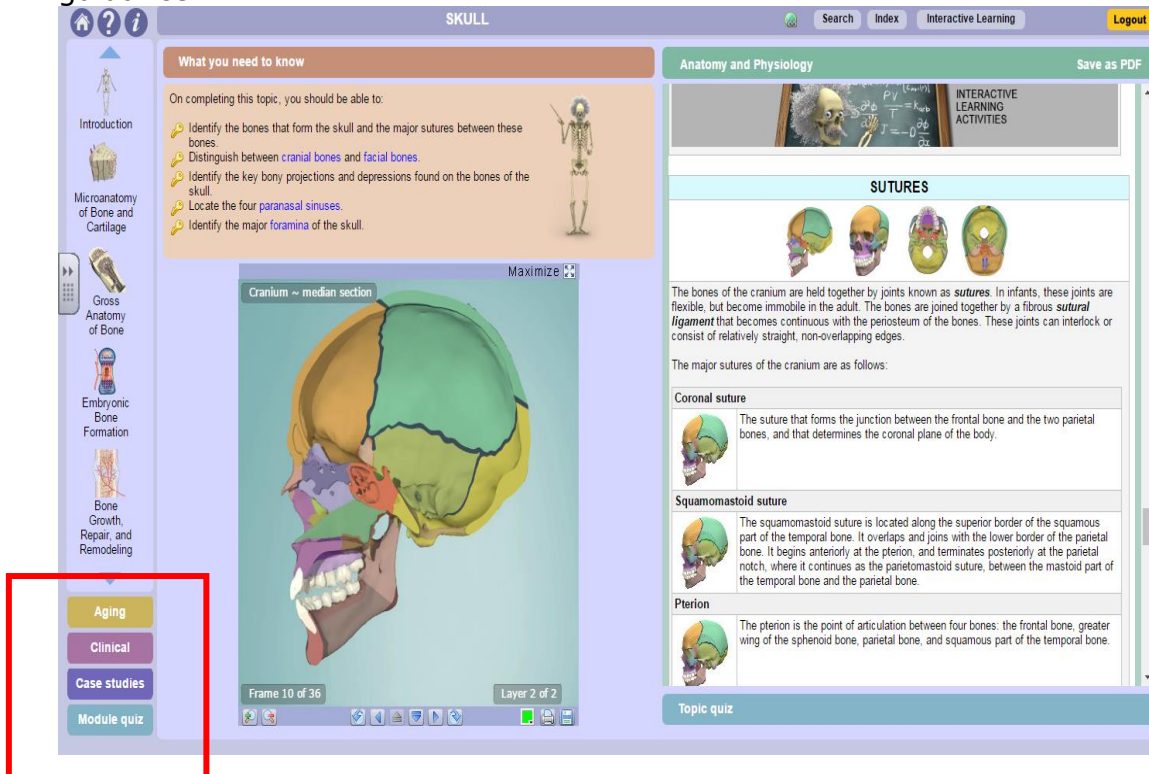 SKULL
Search
Index
Interactive Learning
Logout
Introduction
Microanatomy
of Bone and
Cartilage
Gross
Anatomy
of Bone
Embryonic
Bone
Formation
Bone
Growth,
Repair, and
Remodeling
Aging
Clinical
Case studies
Module quiz
What you need to know
On completing this topic, you should be able to:
Identify the bones that form the skull and the major sutures between these
bones.
Distinguish between cranial bones and facial bones.
Identify the key bony projections and depressions found on the bones of the
skull.
Locate the four paranasal sinuses.
Identify the major foramina of the skull.
Maximize
Cranium ~ median section
Frame 10 of 36
Layer 2 of 2
Anatomy and Physiology
Save as PDF
INTERACTIVE
LEARNING
ACTIVITIES
SUTURES
The bones of the cranium are held together by joints known as sutures. In infants, these joints are
flexible, but become immobile in the adult. The bones are joined together by a fibrous sutural
ligament that becomes continuous with the periosteum of the bones. These joints can interlock or
consist of relatively straight, non-overlapping edges.
The major sutures of the cranium are as follows:
Coronal suture
The suture that forms the junction between the frontal bone and the two parietal
bones, and that determines the coronal plane of the body.
Squamomastoid suture
The squamomastoid suture is located along the superior border of the squamous
part of the temporal bone. It overlaps and joins with the lower border of the parietal
bone. It begins anteriorly at the pterion, and terminates posteriorly at the parietal
notch, where it continues as the parietomastoid suture, between the mastoid part of
the temporal bone and the parietal bone.
Pterion
The pterion is the point of articulation between four bones: the frontal bone, greater
wing of the sphenoid bone, parietal bone, and squamous part of the temporal bone.
Topic quiz